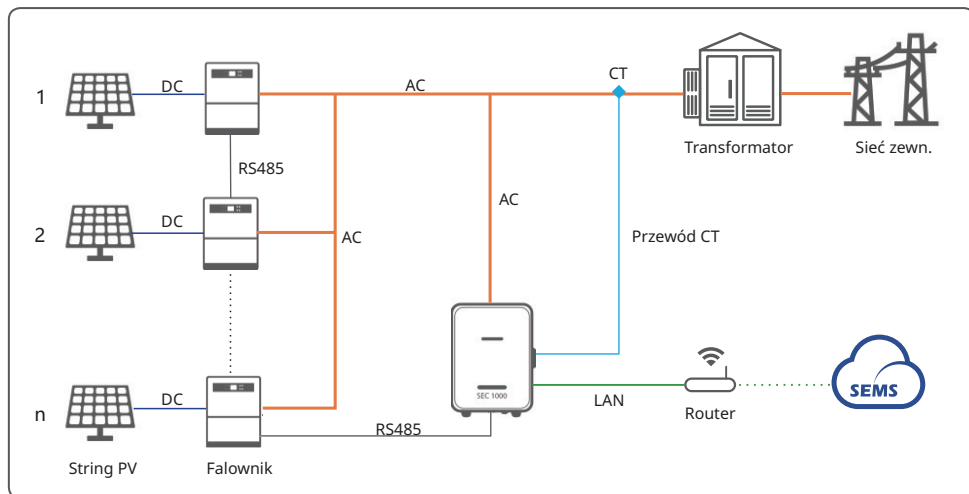 CT
1
DC
AC
Transformator
Sieć zewn.
RS485
2
DC
AC
AC
Przewód CT
SEC 1000
SEMS
n
DC
LAN
Router
RS485
String PV
Falownik